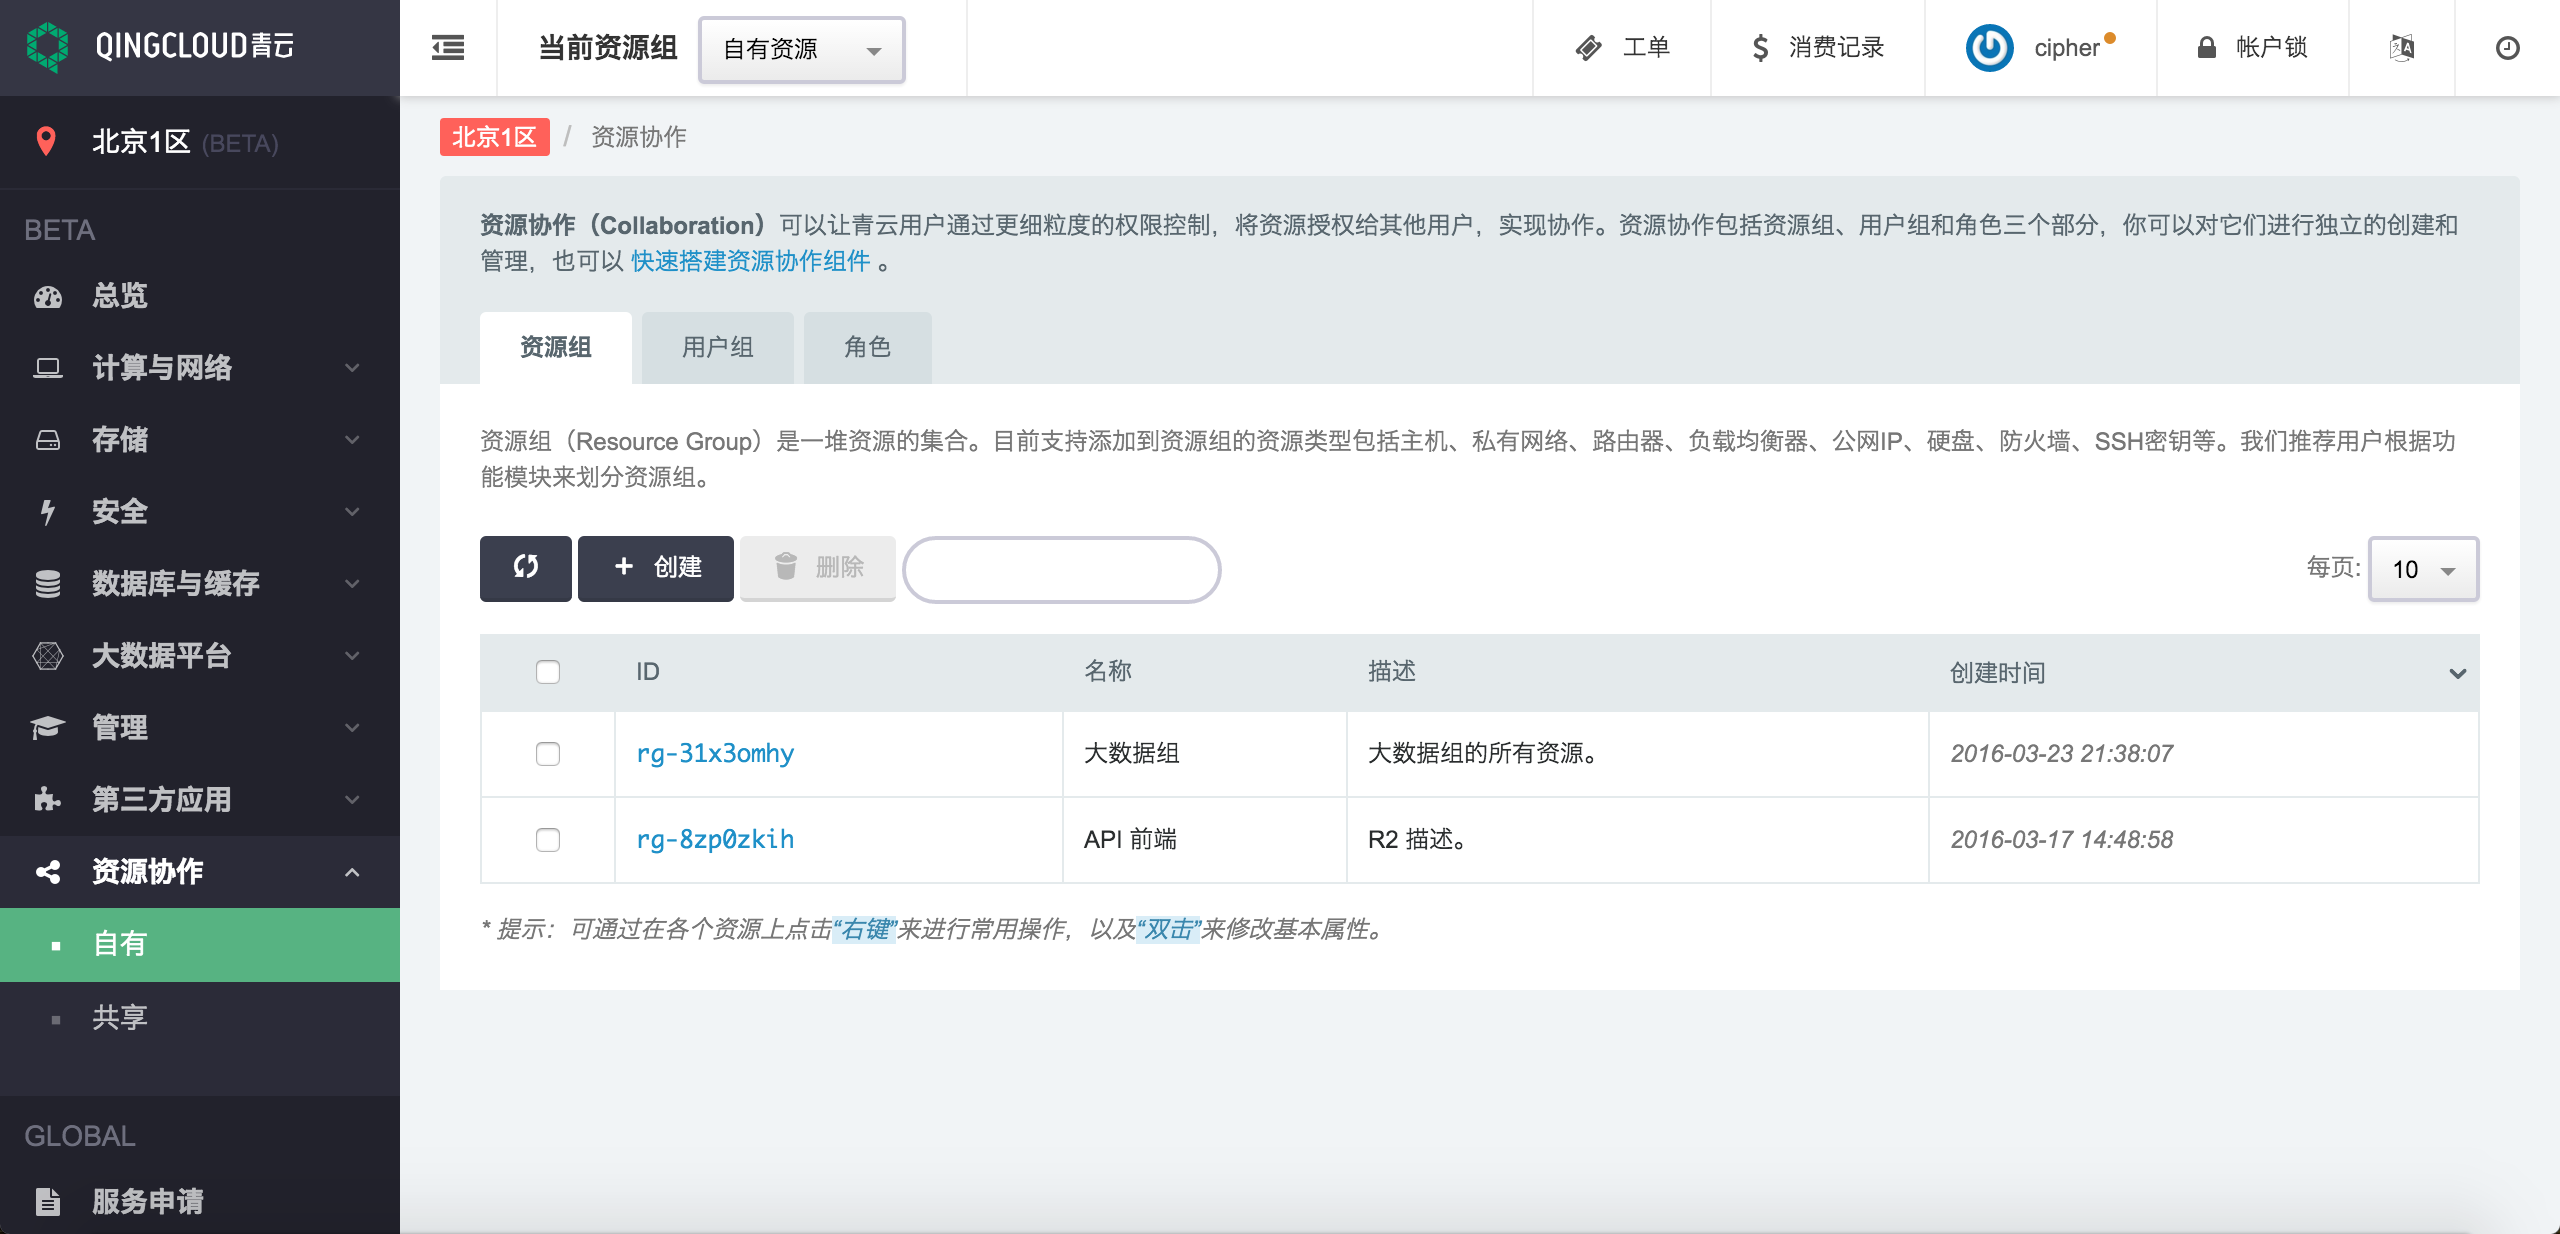 QINGCLOUD青云
当前资源组 自有资源
工单 $ 消费记录 cipher 帐户锁
北京1区 (BETA)
BETA
总览
计算与网络
存储
安全
数据库与缓存
大数据平台
管理
第三方应用
资源协作
自有
共享
GLOBAL
服务申请
北京1区 / 资源协作
资源协作（Collaboration）可以让青云用户通过更细粒度的权限控制，将资源授权给其他用户，实现协作。资源协作包括资源组、用户组和角色三个部分，你可以对它们进行独立的创建和
管理，也可以 快速搭建资源协作组件 。
资源组 用户组 角色
资源组（Resource Group）是一堆资源的集合。目前支持添加到资源组的资源类型包括主机、私有网络、路由器、负载均衡器、公网IP、硬盘、防火墙、SSH密钥等。我们推荐用户根据功
能模块来划分资源组。
+ 创建 删除 每页: 10
ID 名称 描述 创建时间
rg-31x3omhy 大数据组 大数据组的所有资源。 2016-03-23 21:38:07
rg-8zp0zkih API 前端 R2 描述。 2016-03-17 14:48:58
* 提示：可通过在各个资源上点击“右键”来进行常用操作，以及“双击”来修改基本属性。